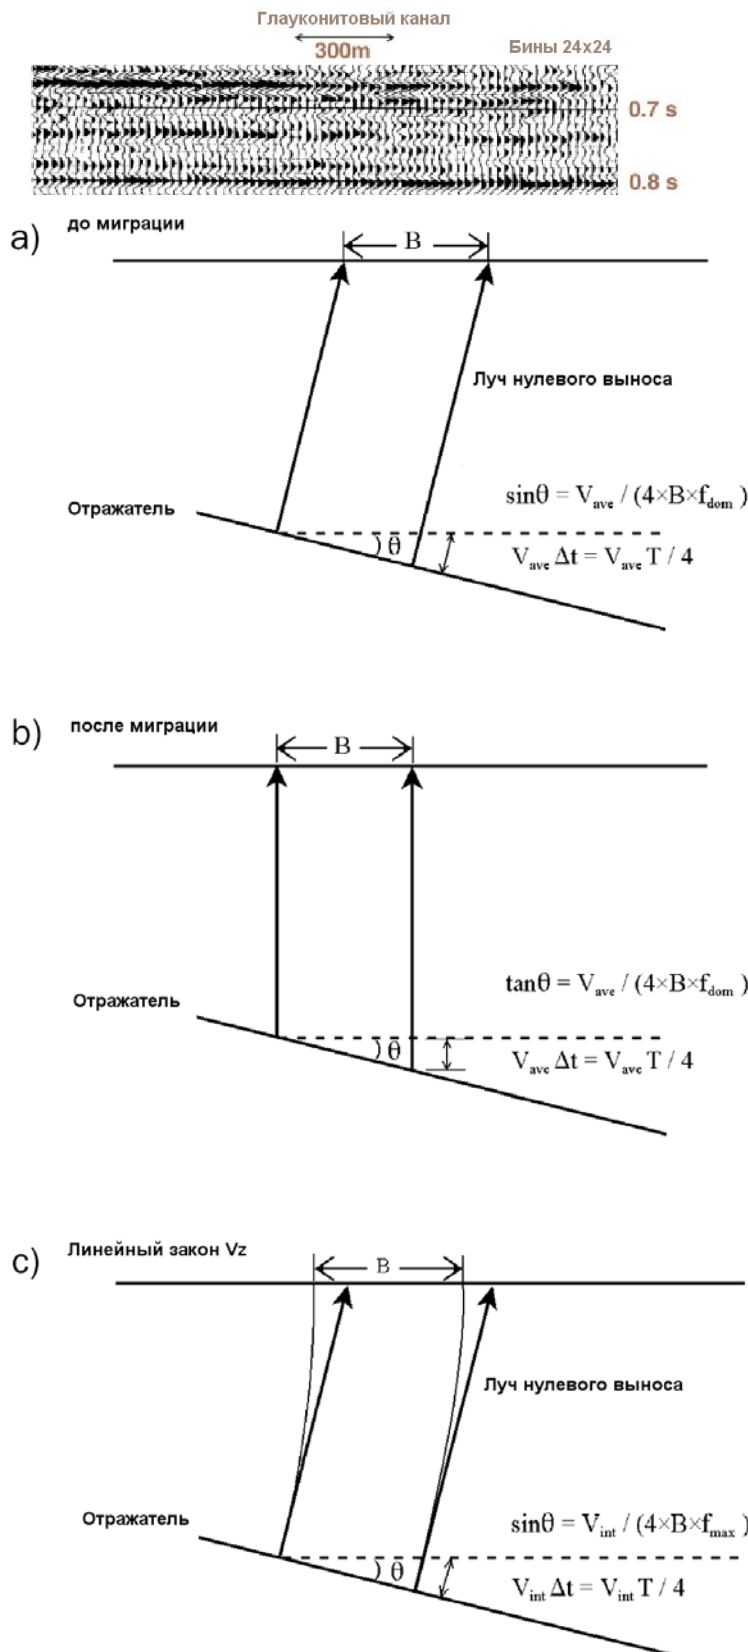 Глауконитовый канал
300m
Бины 24x24
0.7 s
0.8 s
a) до миграции
B
Луч нулевого выноса
Отражатель
sinθ = V_ave / (4×B×f_dom )
θ
V_ave Δt = V_ave T / 4
b) после миграции
B
Отражатель
tanθ = V_ave / (4×B×f_dom )
θ
V_ave Δt = V_ave T / 4
c) Линейный закон Vz
B
Луч нулевого выноса
Отражатель
sinθ = V_int / (4×B×f_max )
θ
V_int Δt = V_int T / 4